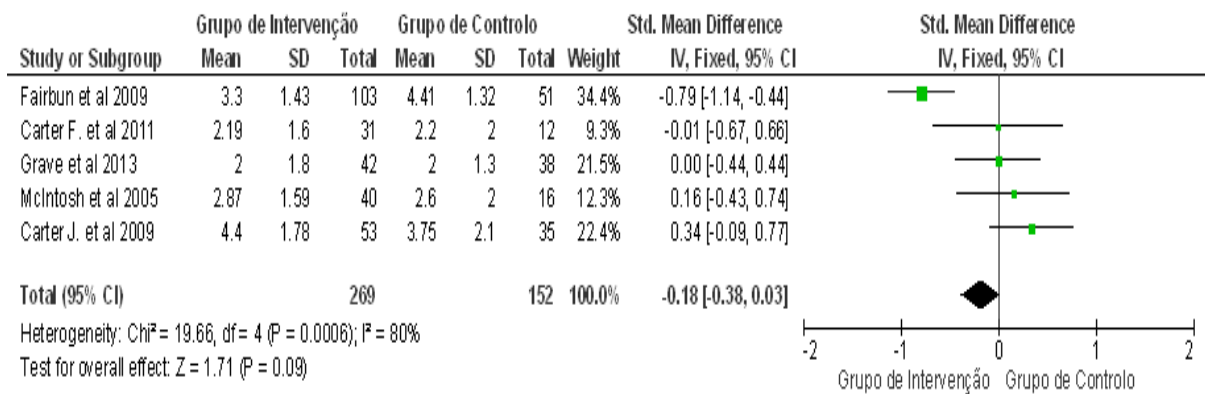 Grupo de Intervenção Grupo de Controlo Std. Mean Difference Std. Mean Difference
Study or Subgroup Mean SD Total Mean SD Total Weight IV, Fixed, 95% CI IV, Fixed, 95% CI
Fairbun et al 2009 3.3 1.43 103 4.41 1.32 51 34.4% -0.79 [-1.14, -0.44]
Carter F. et al 2011 2.19 1.6 31 2.2 2 12 9.3% -0.01 [-0.67, 0.66]
Grave et al 2013 2 1.8 42 2 1.3 38 21.5% 0.00 [-0.44, 0.44]
McIntosh et al 2005 2.87 1.59 40 2.6 2 16 12.3% 0.16 [-0.43, 0.74]
Carter J. et al 2009 4.4 1.78 53 3.75 2.1 35 22.4% 0.34 [-0.09, 0.77]
Total (95% CI) 269 152 100.0% -0.18 [-0.38, 0.03]
Heterogeneity: Chi² = 19.66, df = 4 (P = 0.0006); I² = 80%
Test for overall effect: Z = 1.71 (P = 0.09)
-2 -1 0 1 2
Grupo de Intervenção Grupo de Controlo